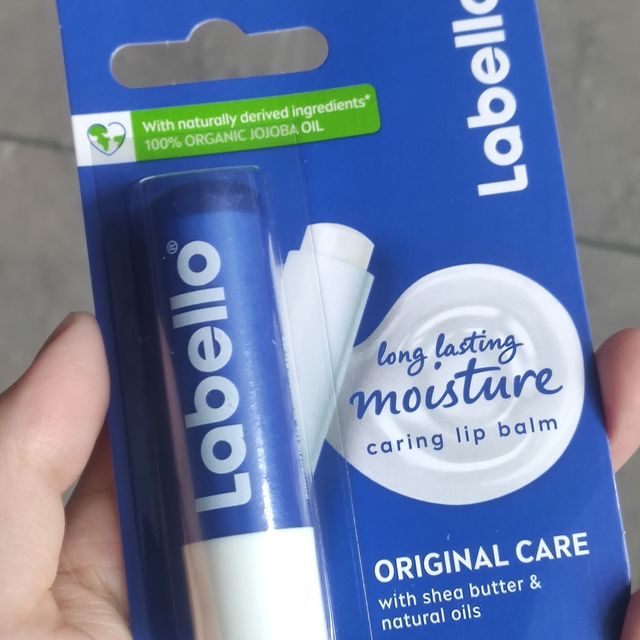 Labello
With naturally derived ingredients*
100% ORGANIC JOJOBA OIL
Labello®
long lasting
moisture
caring lip balm
ORIGINAL CARE
with shea butter &
natural oils